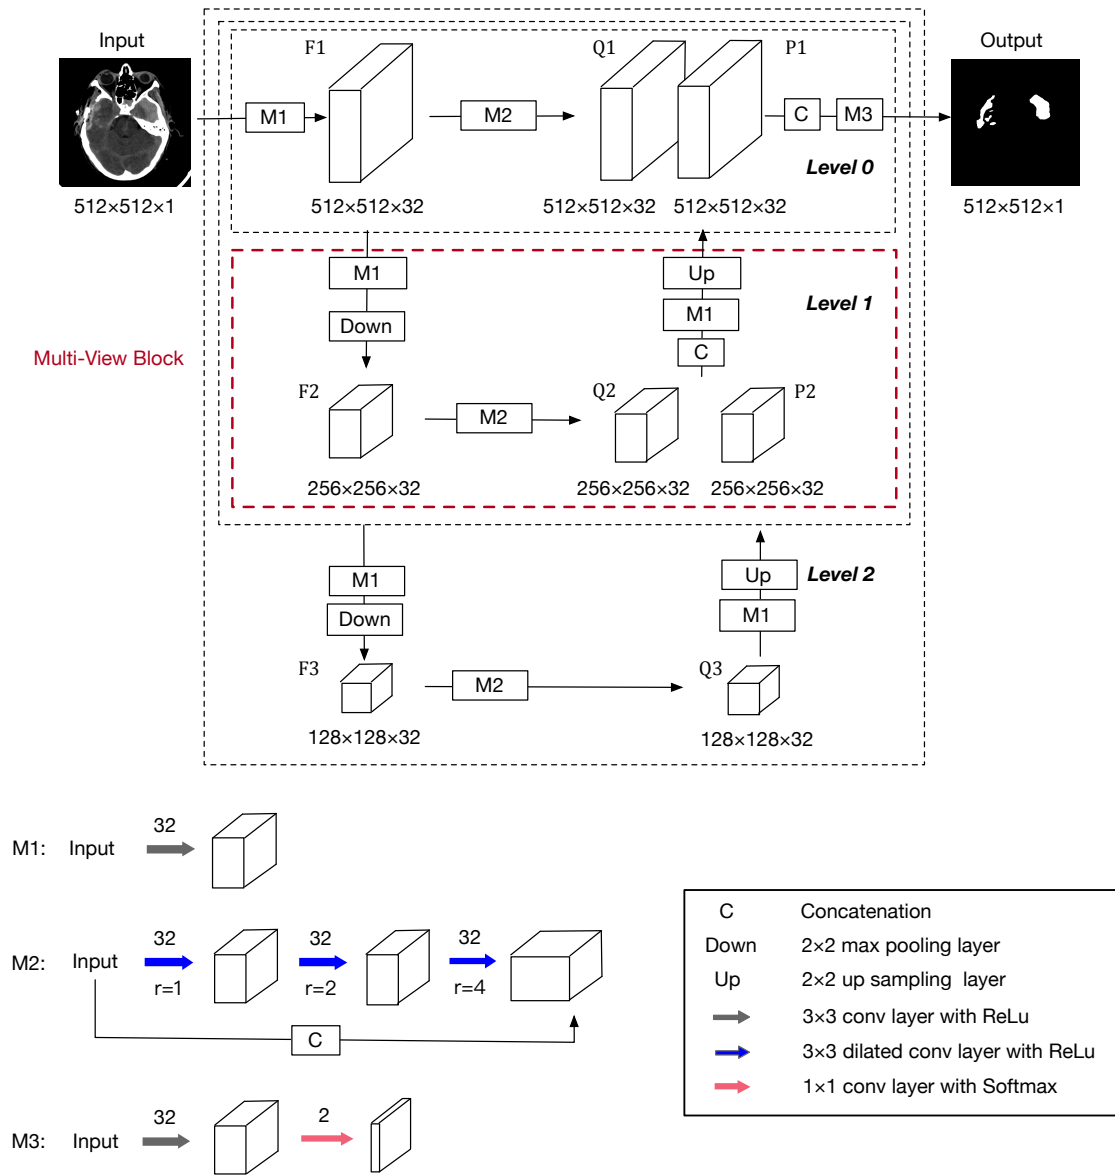 Input
Output
F1
Q1
P1
M1
M2
C
M3
Level 0
512×512×1
512×512×32
512×512×32
512×512×32
512×512×1
M1
Up
Level 1
Down
M1
Multi-View Block
C
F2
Q2
P2
M2
256×256×32
256×256×32
256×256×32
M1
Up
Level 2
Down
M1
F3
Q3
M2
128×128×32
128×128×32
32
M1: Input
32
32
32
M2: Input
r=1
r=2
r=4
C
32
2
M3: Input
C Concatenation
Down 2×2 max pooling layer
Up 2×2 up sampling layer
3×3 conv layer with ReLu
3×3 dilated conv layer with ReLu
1×1 conv layer with Softmax